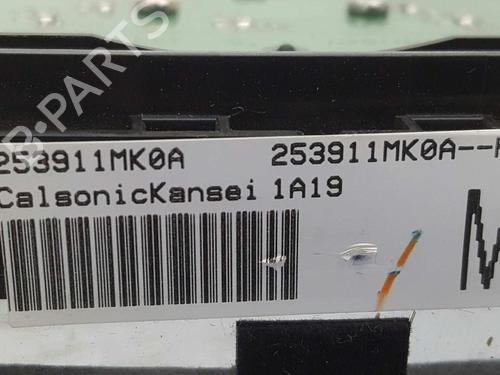 253911MK0A 253911MK0A--
CalsonicKansei 1A19
M
B-PARTS